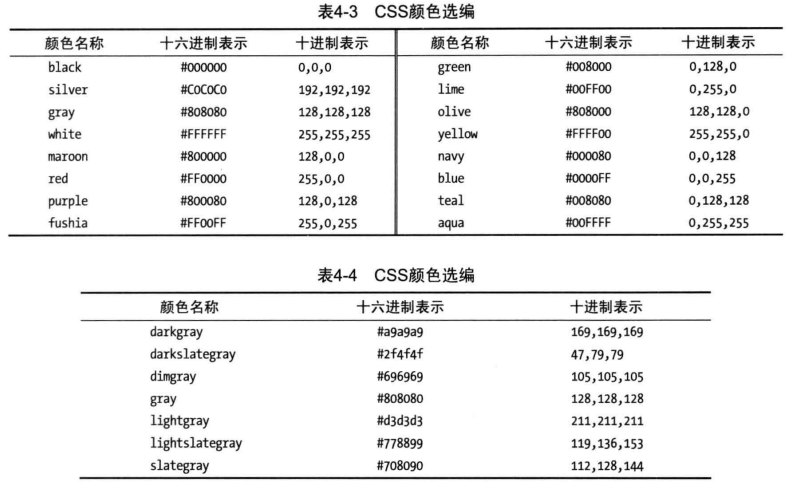 表4-3 CSS颜色选编
颜色名称 十六进制表示 十进制表示 颜色名称 十六进制表示 十进制表示
black #000000 0,0,0 green #008000 0,128,0
silver #C0C0C0 192,192,192 lime #00FF00 0,255,0
gray #808080 128,128,128 olive #808000 128,128,0
white #FFFFFF 255,255,255 yellow #FFFF00 255,255,0
maroon #800000 128,0,0 navy #000080 0,0,128
red #FF0000 255,0,0 blue #0000FF 0,0,255
purple #800080 128,0,128 teal #008080 0,128,128
fushia #FF00FF 255,0,255 aqua #00FFFF 0,255,255
表4-4 CSS颜色选编
颜色名称 十六进制表示 十进制表示
darkgray #a9a9a9 169,169,169
darkslategray #2f4f4f 47,79,79
dimgray #696969 105,105,105
gray #808080 128,128,128
lightgray #d3d3d3 211,211,211
lightslategray #778899 119,136,153
slategray #708090 112,128,144